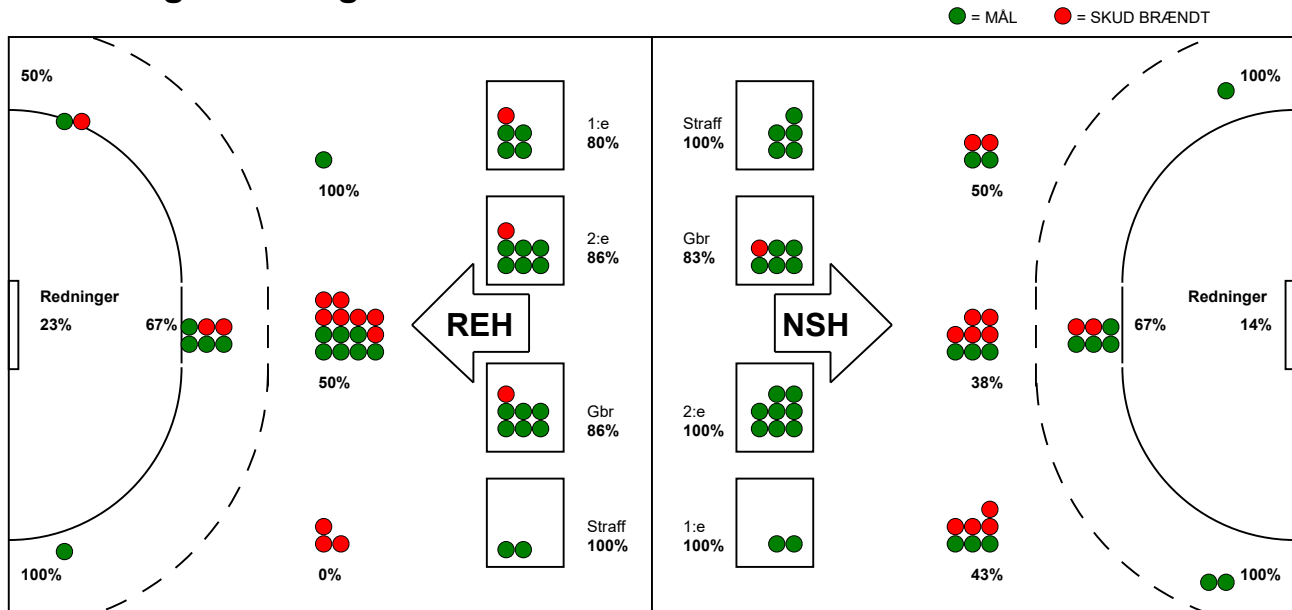 = MÅL
= SKUD BRÆNDT
50%
100%
1:e
80%
2:e
86%
Redninger
23%
67%
50%
REH
Gbr
86%
Straff
100%
100%
0%
Straff
100%
50%
100%
Gbr
83%
NSH
38%
67%
Redninger
14%
2:e
100%
1:e
100%
43%
100%